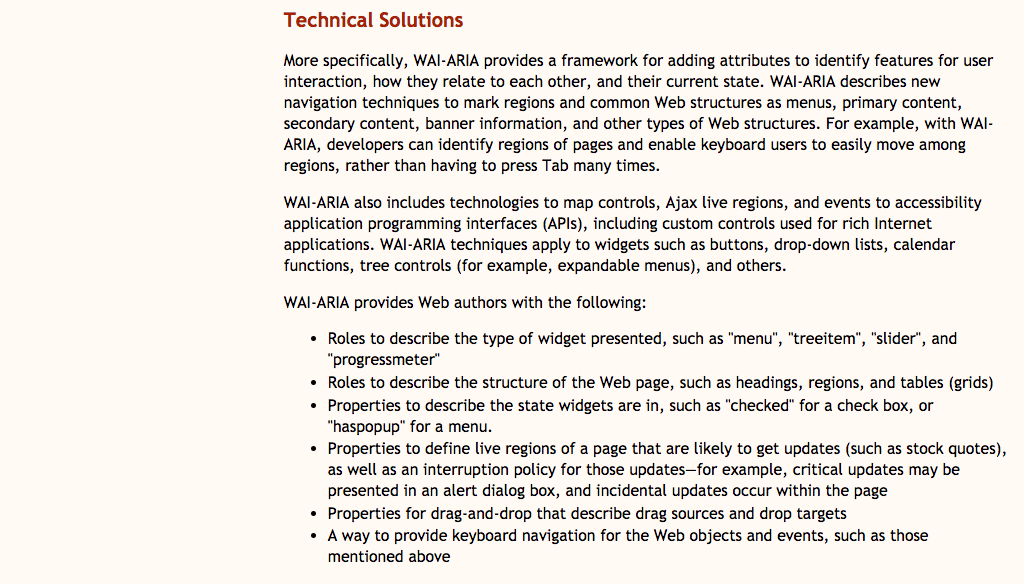 Technical Solutions
More specifically, WAI-ARIA provides a framework for adding attributes to identify features for user
interaction, how they relate to each other, and their current state. WAI-ARIA describes new
navigation techniques to mark regions and common Web structures as menus, primary content,
secondary content, banner information, and other types of Web structures. For example, with WAI-
ARIA, developers can identify regions of pages and enable keyboard users to easily move among
regions, rather than having to press Tab many times.
WAI-ARIA also includes technologies to map controls, Ajax live regions, and events to accessibility
application programming interfaces (APIs), including custom controls used for rich Internet
applications. WAI-ARIA techniques apply to widgets such as buttons, drop-down lists, calendar
functions, tree controls (for example, expandable menus), and others.
WAI-ARIA provides Web authors with the following:
• Roles to describe the type of widget presented, such as "menu", "treeitem", "slider", and
"progressmeter"
• Roles to describe the structure of the Web page, such as headings, regions, and tables (grids)
• Properties to describe the state widgets are in, such as "checked" for a check box, or
"haspopup" for a menu.
• Properties to define live regions of a page that are likely to get updates (such as stock quotes),
as well as an interruption policy for those updates—for example, critical updates may be
presented in an alert dialog box, and incidental updates occur within the page
• Properties for drag-and-drop that describe drag sources and drop targets
• A way to provide keyboard navigation for the Web objects and events, such as those
mentioned above